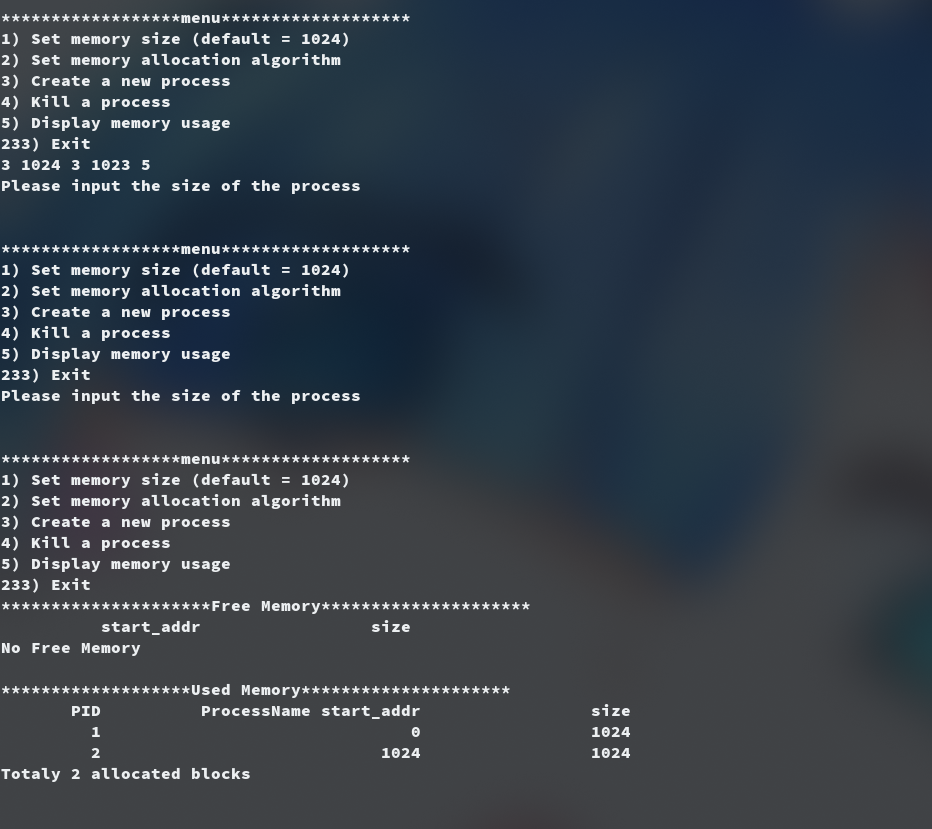 ******************menu*******************
1) Set memory size (default = 1024)
2) Set memory allocation algorithm
3) Create a new process
4) Kill a process
5) Display memory usage
233) Exit
3 1024 3 1023 5
Please input the size of the process
******************menu*******************
1) Set memory size (default = 1024)
2) Set memory allocation algorithm
3) Create a new process
4) Kill a process
5) Display memory usage
233) Exit
Please input the size of the process
******************menu*******************
1) Set memory size (default = 1024)
2) Set memory allocation algorithm
3) Create a new process
4) Kill a process
5) Display memory usage
233) Exit
*********************Free Memory*********************
start_addr size
No Free Memory
*******************Used Memory*********************
PID ProcessName start_addr size
1 0 1024
2 1024 1024
Totaly 2 allocated blocks